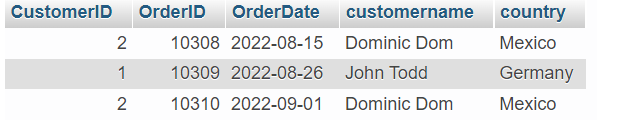 CustomerID OrderID OrderDate customername country
2 10308 2022-08-15 Dominic Dom Mexico
1 10309 2022-08-26 John Todd Germany
2 10310 2022-09-01 Dominic Dom Mexico